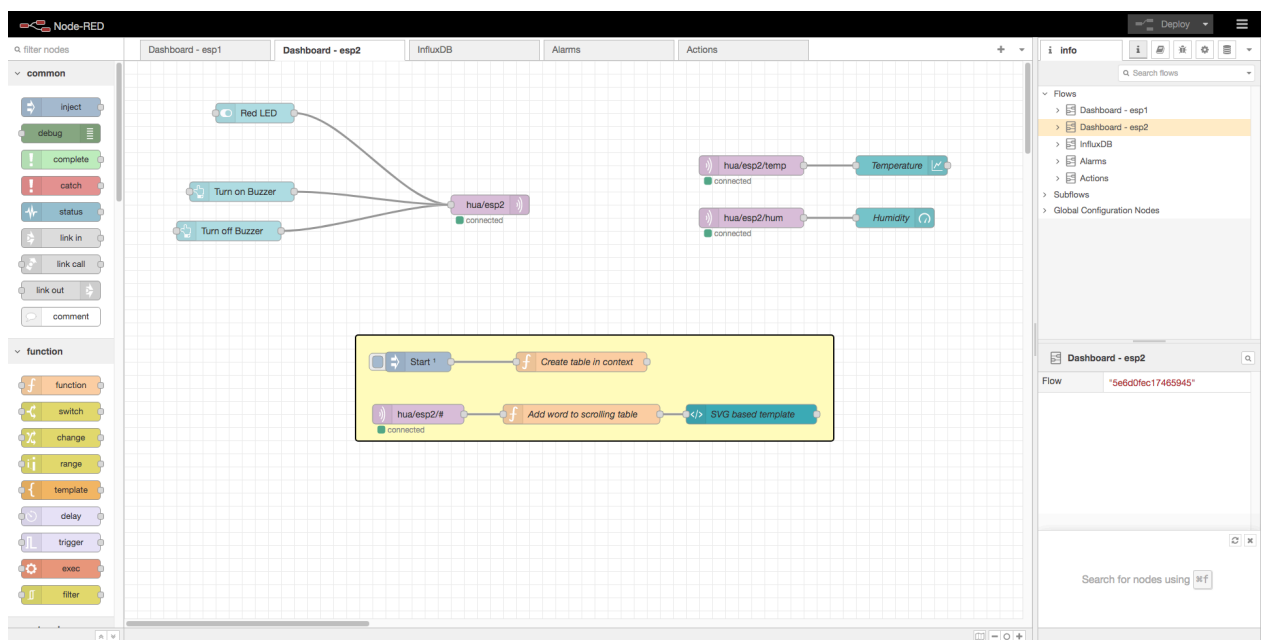 Node-RED
Deploy
filter nodes
Dashboard - esp1
Dashboard - esp2
InfluxDB
Alarms
Actions
i info
i
common
inject
debug
complete
catch
status
link in
link call
link out
comment
function
function
switch
change
range
template
delay
trigger
exec
filter
Red LED
Turn on Buzzer
Turn off Buzzer
hua/esp2
connected
hua/esp2/temp
connected
Temperature
hua/esp2/hum
connected
Humidity
Start ¹
Create table in context
hua/esp2/#
connected
Add word to scrolling table
SVG based template
Search flows
Flows
Dashboard - esp1
Dashboard - esp2
InfluxDB
Alarms
Actions
Subflows
Global Configuration Nodes
Dashboard - esp2
Flow "5e6d0fec17465945"
Search for nodes using ⌘f